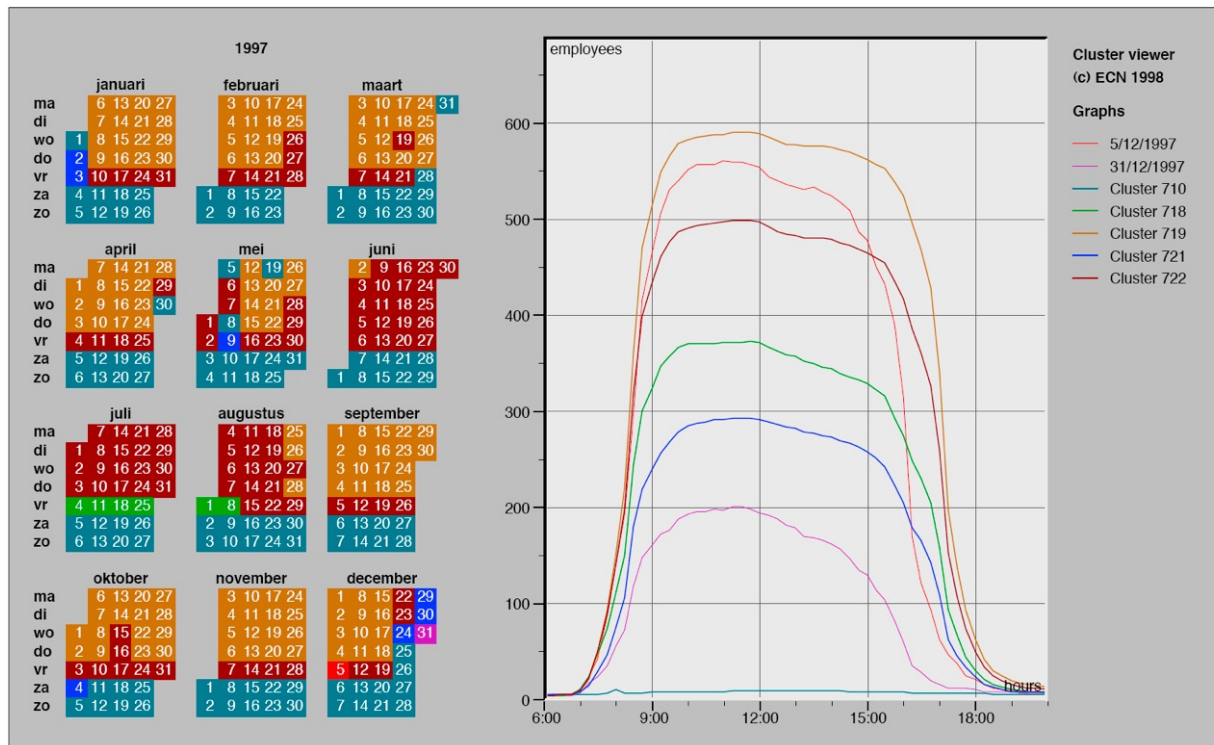 1997
januari februari maart
ma 6 13 20 27 3 10 17 24 3 10 17 24 31
di 7 14 21 28 4 11 18 25 4 11 18 25
wo 1 8 15 22 29 5 12 19 26 5 12 19 26
do 2 9 16 23 30 6 13 20 27 6 13 20 27
vr 3 10 17 24 31 7 14 21 28 7 14 21 28
za 4 11 18 25 1 8 15 22 1 8 15 22 29
zo 5 12 19 26 2 9 16 23 2 9 16 23 30
april mei juni
ma 7 14 21 28 5 12 19 26 2 9 16 23 30
di 1 8 15 22 29 6 13 20 27 3 10 17 24
wo 2 9 16 23 30 7 14 21 28 4 11 18 25
do 3 10 17 24 1 8 15 22 29 5 12 19 26
vr 4 11 18 25 2 9 16 23 30 6 13 20 27
za 5 12 19 26 3 10 17 24 31 7 14 21 28
zo 6 13 20 27 4 11 18 25 1 8 15 22 29
juli augustus september
ma 7 14 21 28 4 11 18 25 1 8 15 22 29
di 1 8 15 22 29 5 12 19 26 2 9 16 23 30
wo 2 9 16 23 30 6 13 20 27 3 10 17 24
do 3 10 17 24 31 7 14 21 28 4 11 18 25
vr 4 11 18 25 1 8 15 22 29 5 12 19 26
za 5 12 19 26 2 9 16 23 30 6 13 20 27
zo 6 13 20 27 3 10 17 24 31 7 14 21 28
oktober november december
ma 6 13 20 27 3 10 17 24 1 8 15 22 29
di 7 14 21 28 4 11 18 25 2 9 16 23 30
wo 1 8 15 22 29 5 12 19 26 3 10 17 24 31
do 2 9 16 23 30 6 13 20 27 4 11 18 25
vr 3 10 17 24 31 7 14 21 28 5 12 19 26
za 4 11 18 25 1 8 15 22 29 6 13 20 27
zo 5 12 19 26 2 9 16 23 30 7 14 21 28
employees
600
500
400
300
200
100
0
hours
6:00 9:00 12:00 15:00 18:00
Cluster viewer
(c) ECN 1998
Graphs
5/12/1997
31/12/1997
Cluster 710
Cluster 718
Cluster 719
Cluster 721
Cluster 722